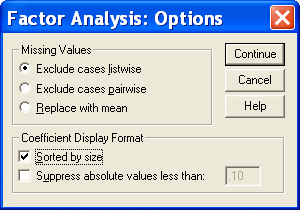 Factor Analysis: Options
Missing Values
Exclude cases listwise
Exclude cases pairwise
Replace with mean
Continue
Cancel
Help
Coefficient Display Format
Sorted by size
Suppress absolute values less than: .10